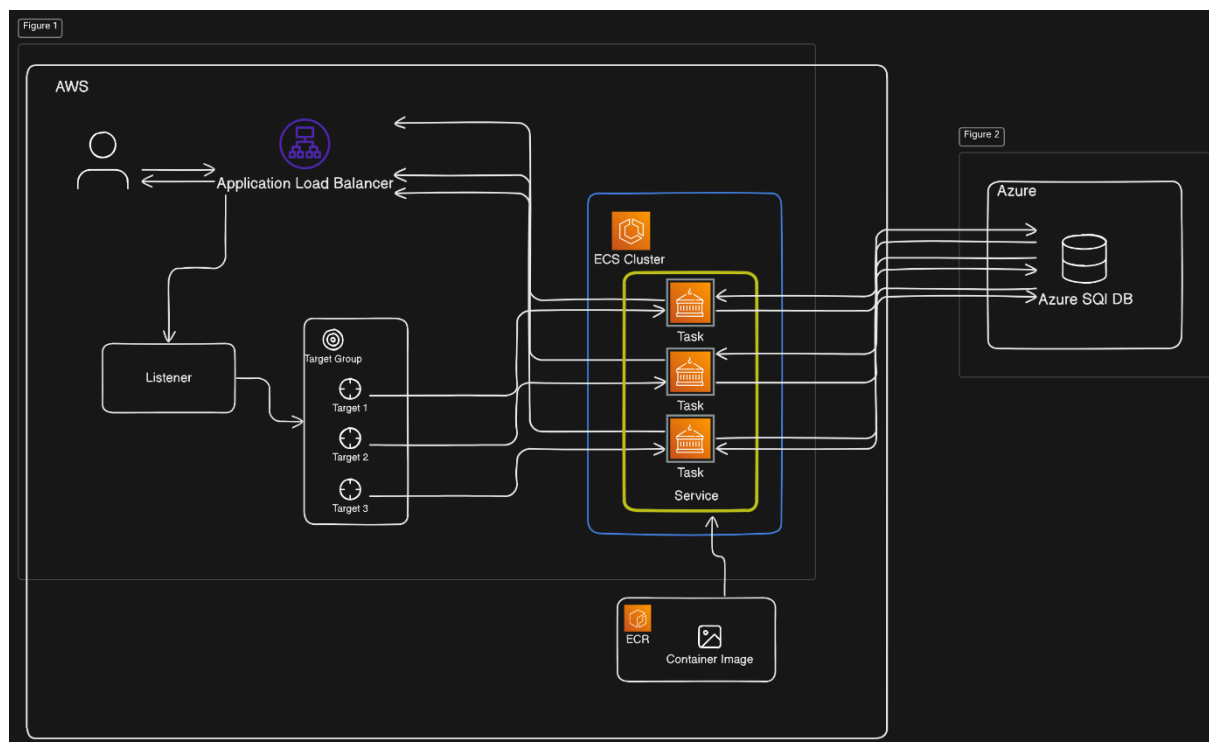 Figure 1
AWS
Application Load Balancer
Figure 2
Azure
Azure SQl DB
ECS Cluster
Task
Task
Task
Service
Listener
Target Group
Target 1
Target 2
Target 3
ECR
Container Image